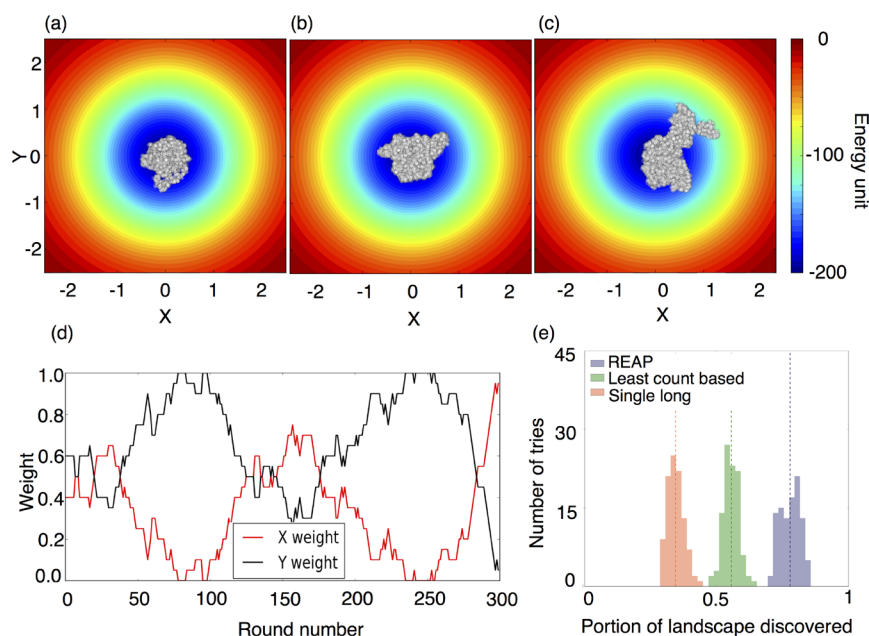 (a)
(b)
(c)
2
1
0
-1
-2
Y
-2 -1 0 1 2
X
-2 -1 0 1 2
X
-2 -1 0 1 2
X
0
-100
-200
Energy unit
(d)
1.0
0.8
0.6
0.4
0.2
0.0
Weight
X weight
Y weight
0 50 100 150 200 250 300
Round number
(e)
45
30
15
0
Number of tries
REAP
Least count based
Single long
0 0.5 1
Portion of landscape discovered